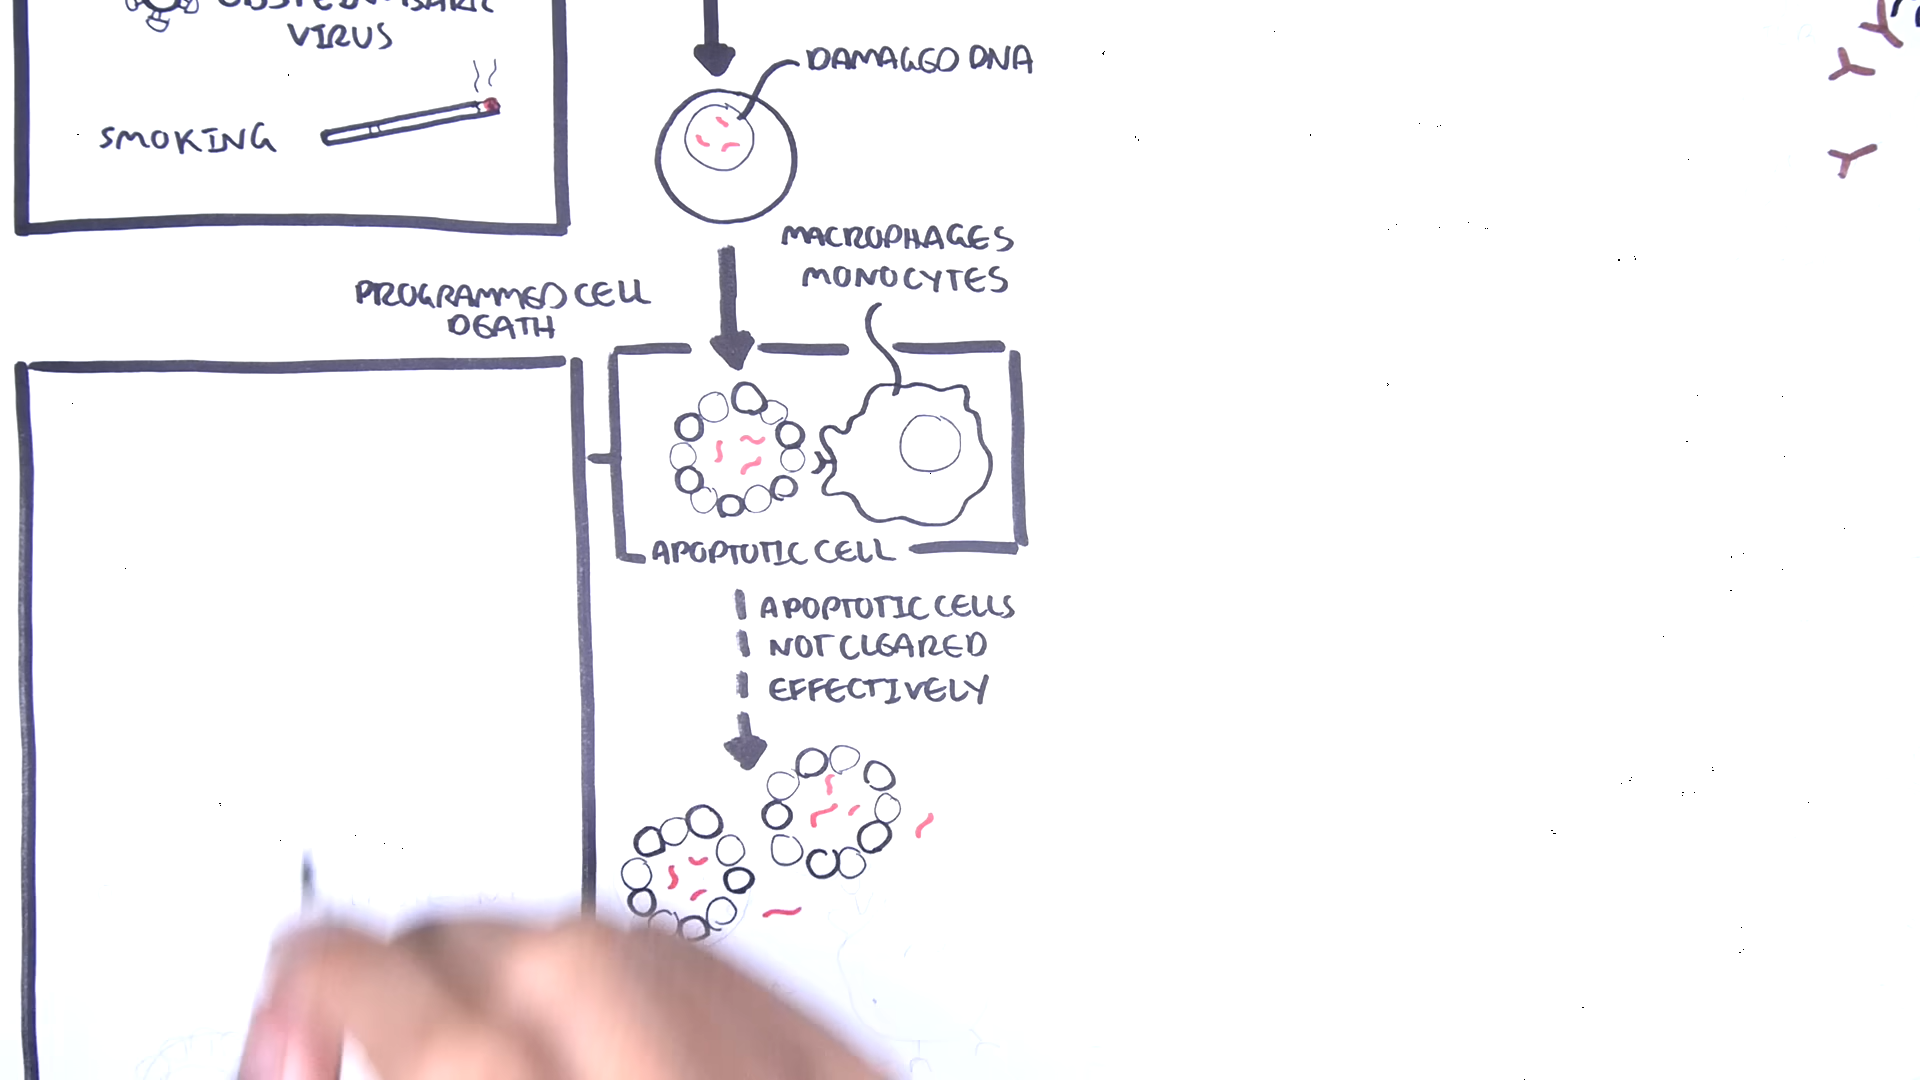 VIRUS
SMOKING
DAMAGED DNA
MACROPHAGES
MONOCYTES
PROGRAMMED CELL
DEATH
APOPTOTIC CELL
APOPTOTIC CELLS
NOT CLEARED
EFFECTIVELY